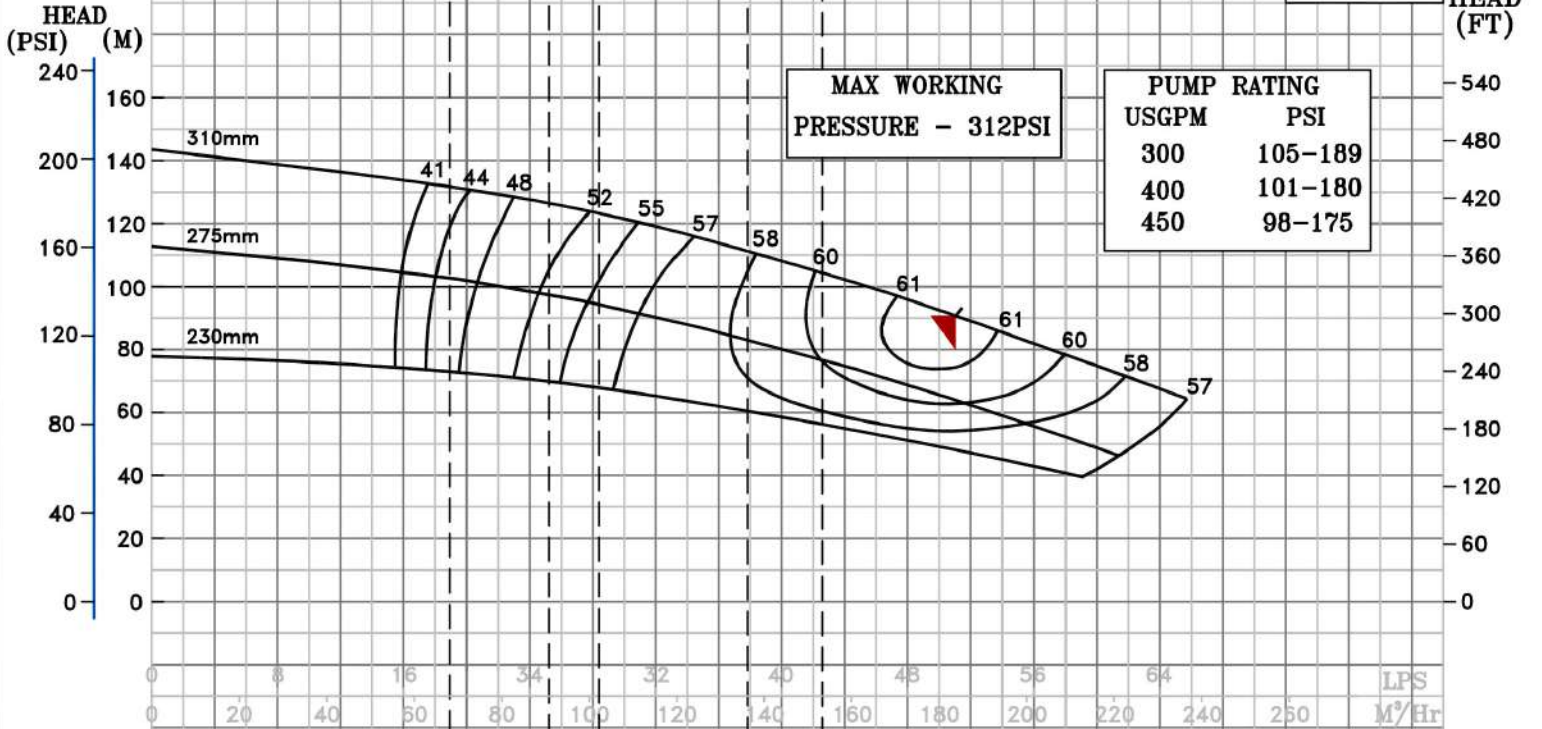 HEAD
(PSI) (M)
HEAD
(FT)
240
200
160
120
80
40
0
160
140
120
100
80
60
40
20
0
540
480
420
360
300
240
180
120
60
0
MAX WORKING
PRESSURE - 312PSI
PUMP RATING
USGPM PSI
300 105-189
400 101-180
450 98-175
310mm
275mm
230mm
41 44 48 52 55 57 58 60 61 61 60 58 57
0 8 16 34 32 40 48 56 64 LPS
0 20 40 60 80 100 120 140 160 180 200 220 240 260 M³/Hr